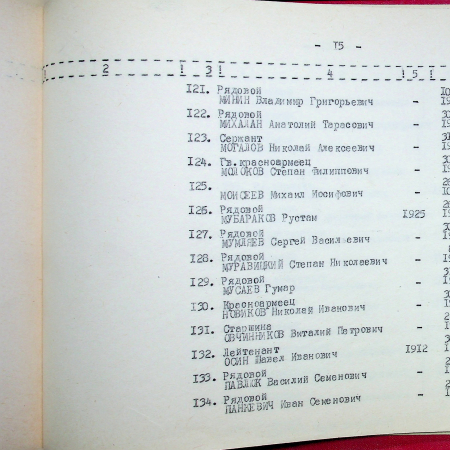 - 15 -
2 ! 3! 4 ! 5 !
121. Рядовой
МИНИН Владимир Григорьевич -
122. Рядовой
МИХАЛАН Анатолий Тарасович -
123. Сержант
МОГАЛОВ Николай Алексеевич -
124. Гв.красноармеец
МОЛОКОВ Степан Филиппович -
125.
МОИСЕЕВ Михаил Иосифович -
126. Рядовой
МУБАРАКОВ Рустам 1925
127. Рядовой
МУМЛЯЕВ Сергей Васильевич -
128. Рядовой
МУРАВИЦКИЙ Степан Николаевич -
129. Рядовой
МУСАЕВ Гумар -
130. Красноармеец
НОВИКОВ Николай Иванович -
131. Старшина
ОВЧИННИКОВ Виталий Петрович -
132. Лейтенант
ОСИН Павел Иванович 1912
133. Рядовой
ПАВЛЮК Василий Семенович -
134. Рядовой
ПАНКЕВИЧ Иван Семенович -